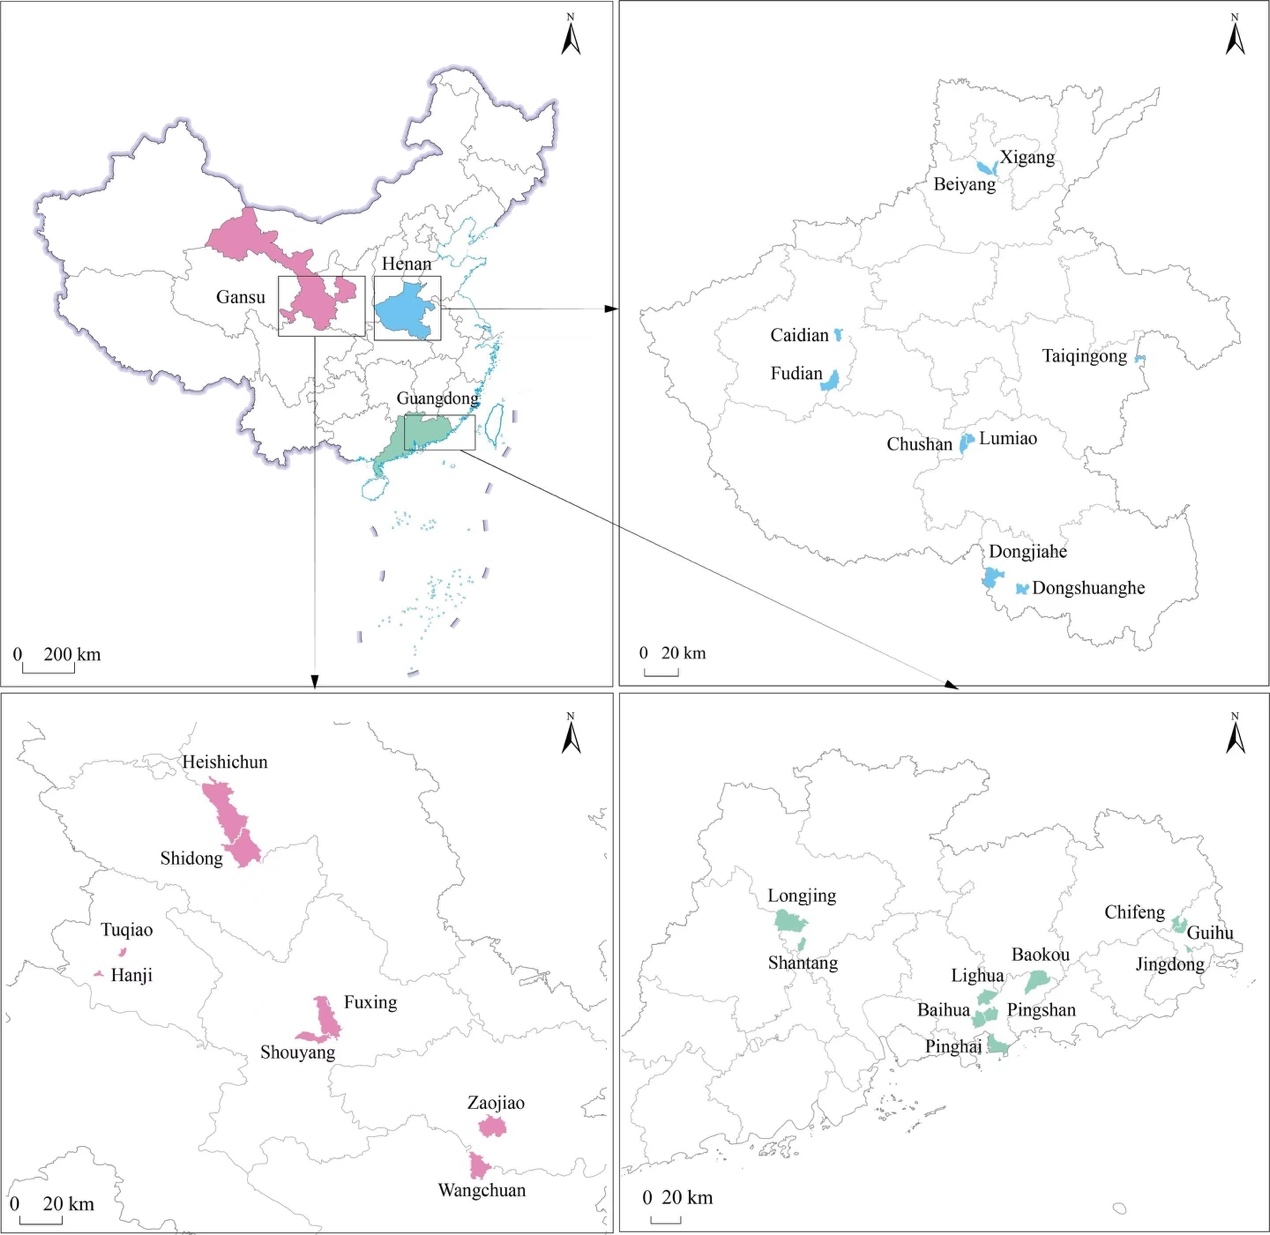 N
Henan
Gansu
Guangdong
0 200 km
N
Xigang
Beiyang
Caidian
Taiqingong
Fudian
Chushan
Lumiao
Dongjiahe
Dongshuanghe
0 20 km
N
Heishichun
Shidong
Tuqiao
Hanji
Fuxing
Shouyang
Zaojiao
Wangchuan
0 20 km
N
Longjing
Chifeng
Guihu
Shantang
Baokou
Jingdong
Lighua
Baihua
Pingshan
Pinghai
0 20 km